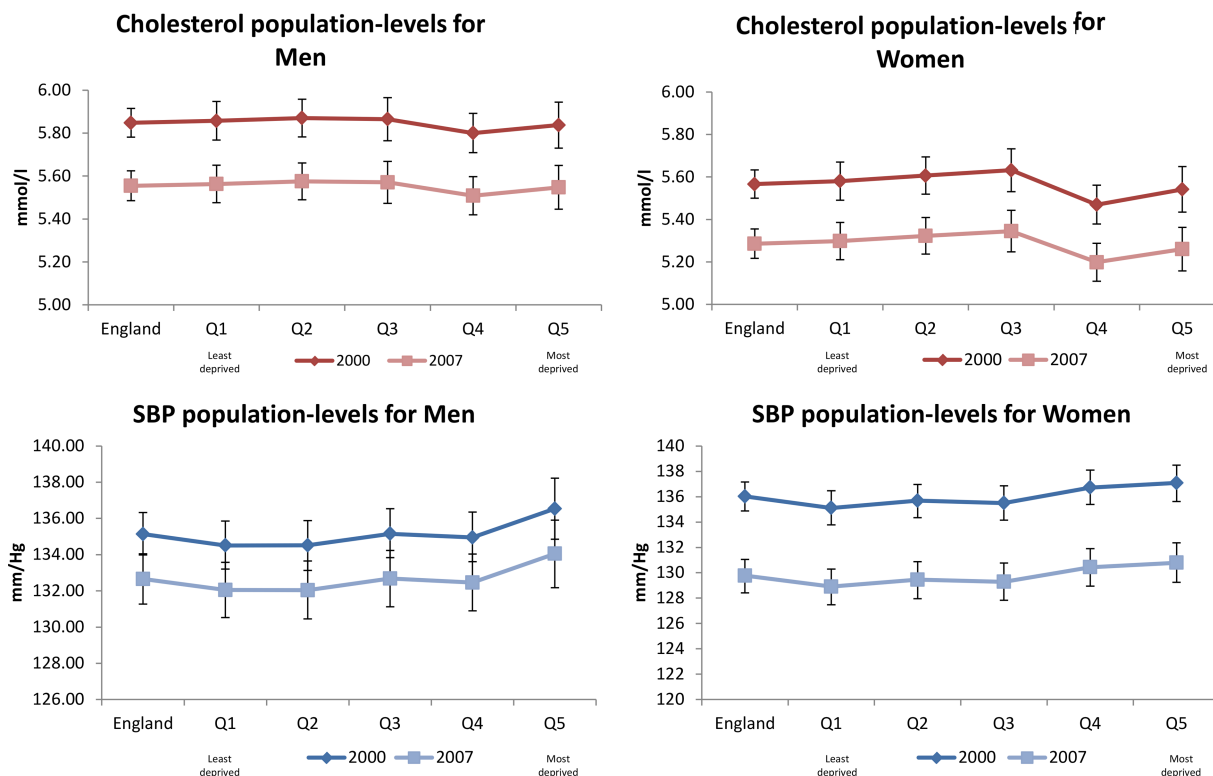 Cholesterol population-levels for
Men
6.00
5.80
5.60
5.40
5.20
5.00
mmol/l
England Q1 Q2 Q3 Q4 Q5
Least
deprived
2000 2007
Most
deprived
Cholesterol population-levels for
Women
6.00
5.80
5.60
5.40
5.20
5.00
mmol/l
England Q1 Q2 Q3 Q4 Q5
Least
deprived
2000 2007
Most
deprived
SBP population-levels for Men
140.00
138.00
136.00
134.00
132.00
130.00
128.00
126.00
mm/Hg
England Q1 Q2 Q3 Q4 Q5
Least
deprived
2000 2007
Most
deprived
SBP population-levels for Women
140
138
136
134
132
130
128
126
124
122
120
mm/Hg
England Q1 Q2 Q3 Q4 Q5
Least
deprived
2000 2007
Most
deprived